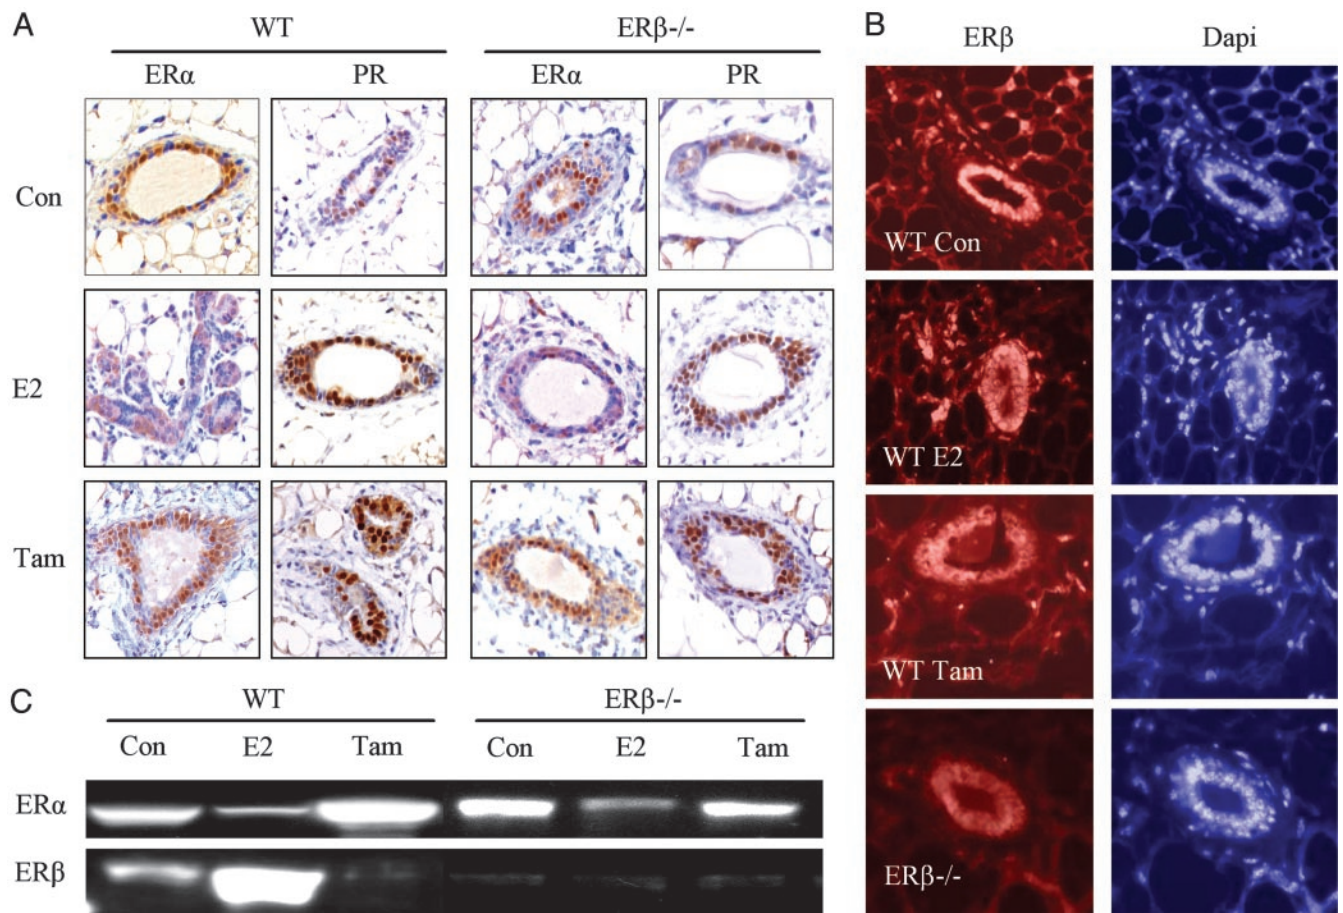 A
WT ERβ-/-
ERα PR ERα PR
Con
E2
Tam
B
ERβ Dapi
WT Con
WT E2
WT Tam
ERβ-/-
C
WT ERβ-/-
Con E2 Tam Con E2 Tam
ERα
ERβ